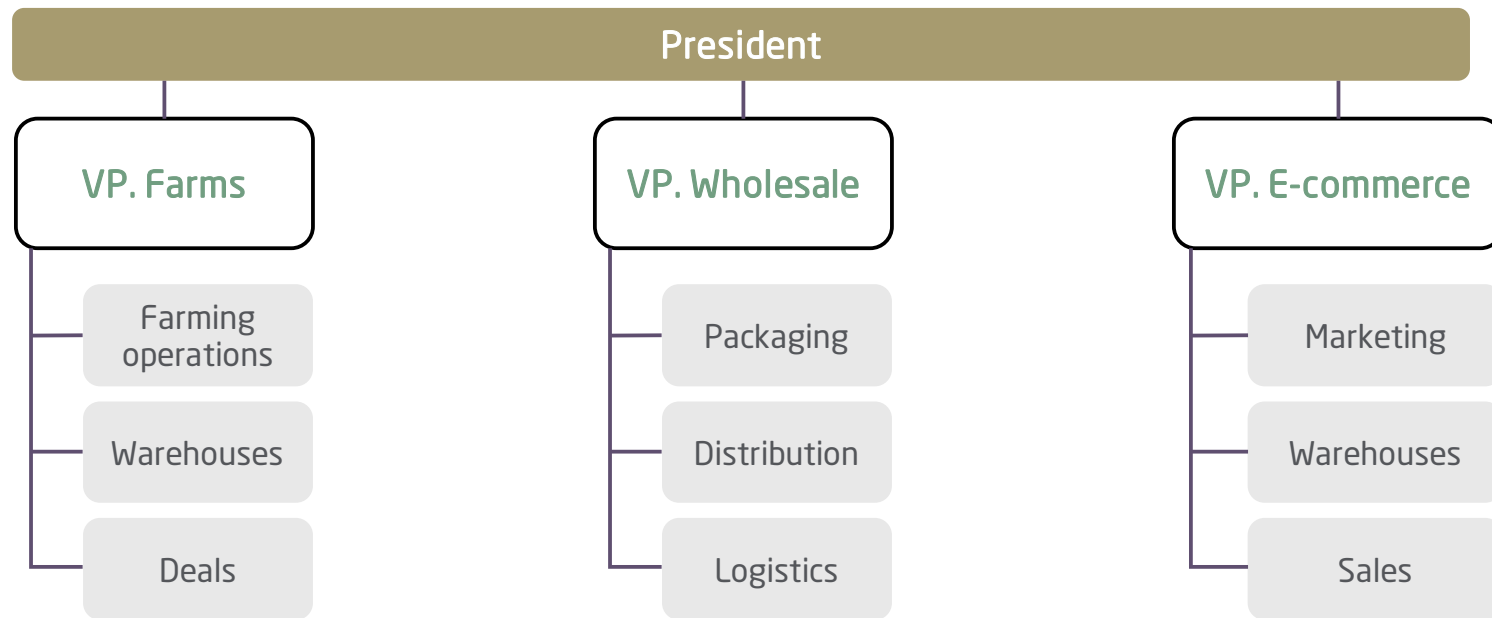 President
VP. Farms
VP. Wholesale
VP. E-commerce
Farming
operations
Packaging
Marketing
Warehouses
Distribution
Warehouses
Deals
Logistics
Sales